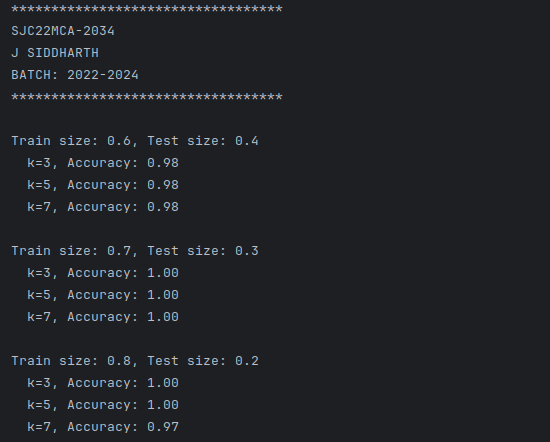 **********************************
SJC22MCA-2034
J SIDDHARTH
BATCH: 2022-2024
**********************************
Train size: 0.6, Test size: 0.4
k=3, Accuracy: 0.98
k=5, Accuracy: 0.98
k=7, Accuracy: 0.98
Train size: 0.7, Test size: 0.3
k=3, Accuracy: 1.00
k=5, Accuracy: 1.00
k=7, Accuracy: 1.00
Train size: 0.8, Test size: 0.2
k=3, Accuracy: 1.00
k=5, Accuracy: 1.00
k=7, Accuracy: 0.97